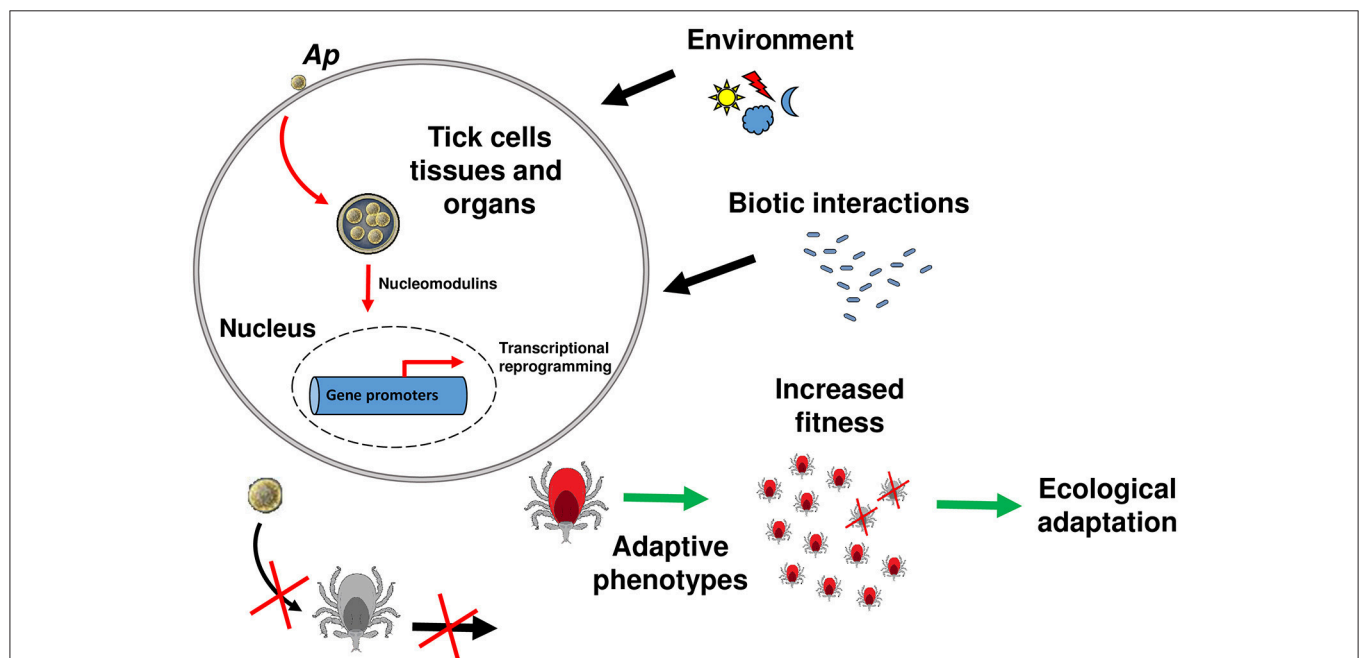 Ap
Environment
Tick cells
tissues and
organs
Biotic interactions
Nucleomodulins
Nucleus
Transcriptional
reprogramming
Gene promoters
Increased
fitness
Adaptive
phenotypes
Ecological
adaptation